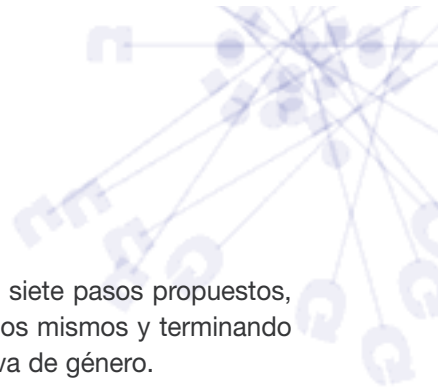 siete pasos propuestos,
os mismos y terminando
va de género.